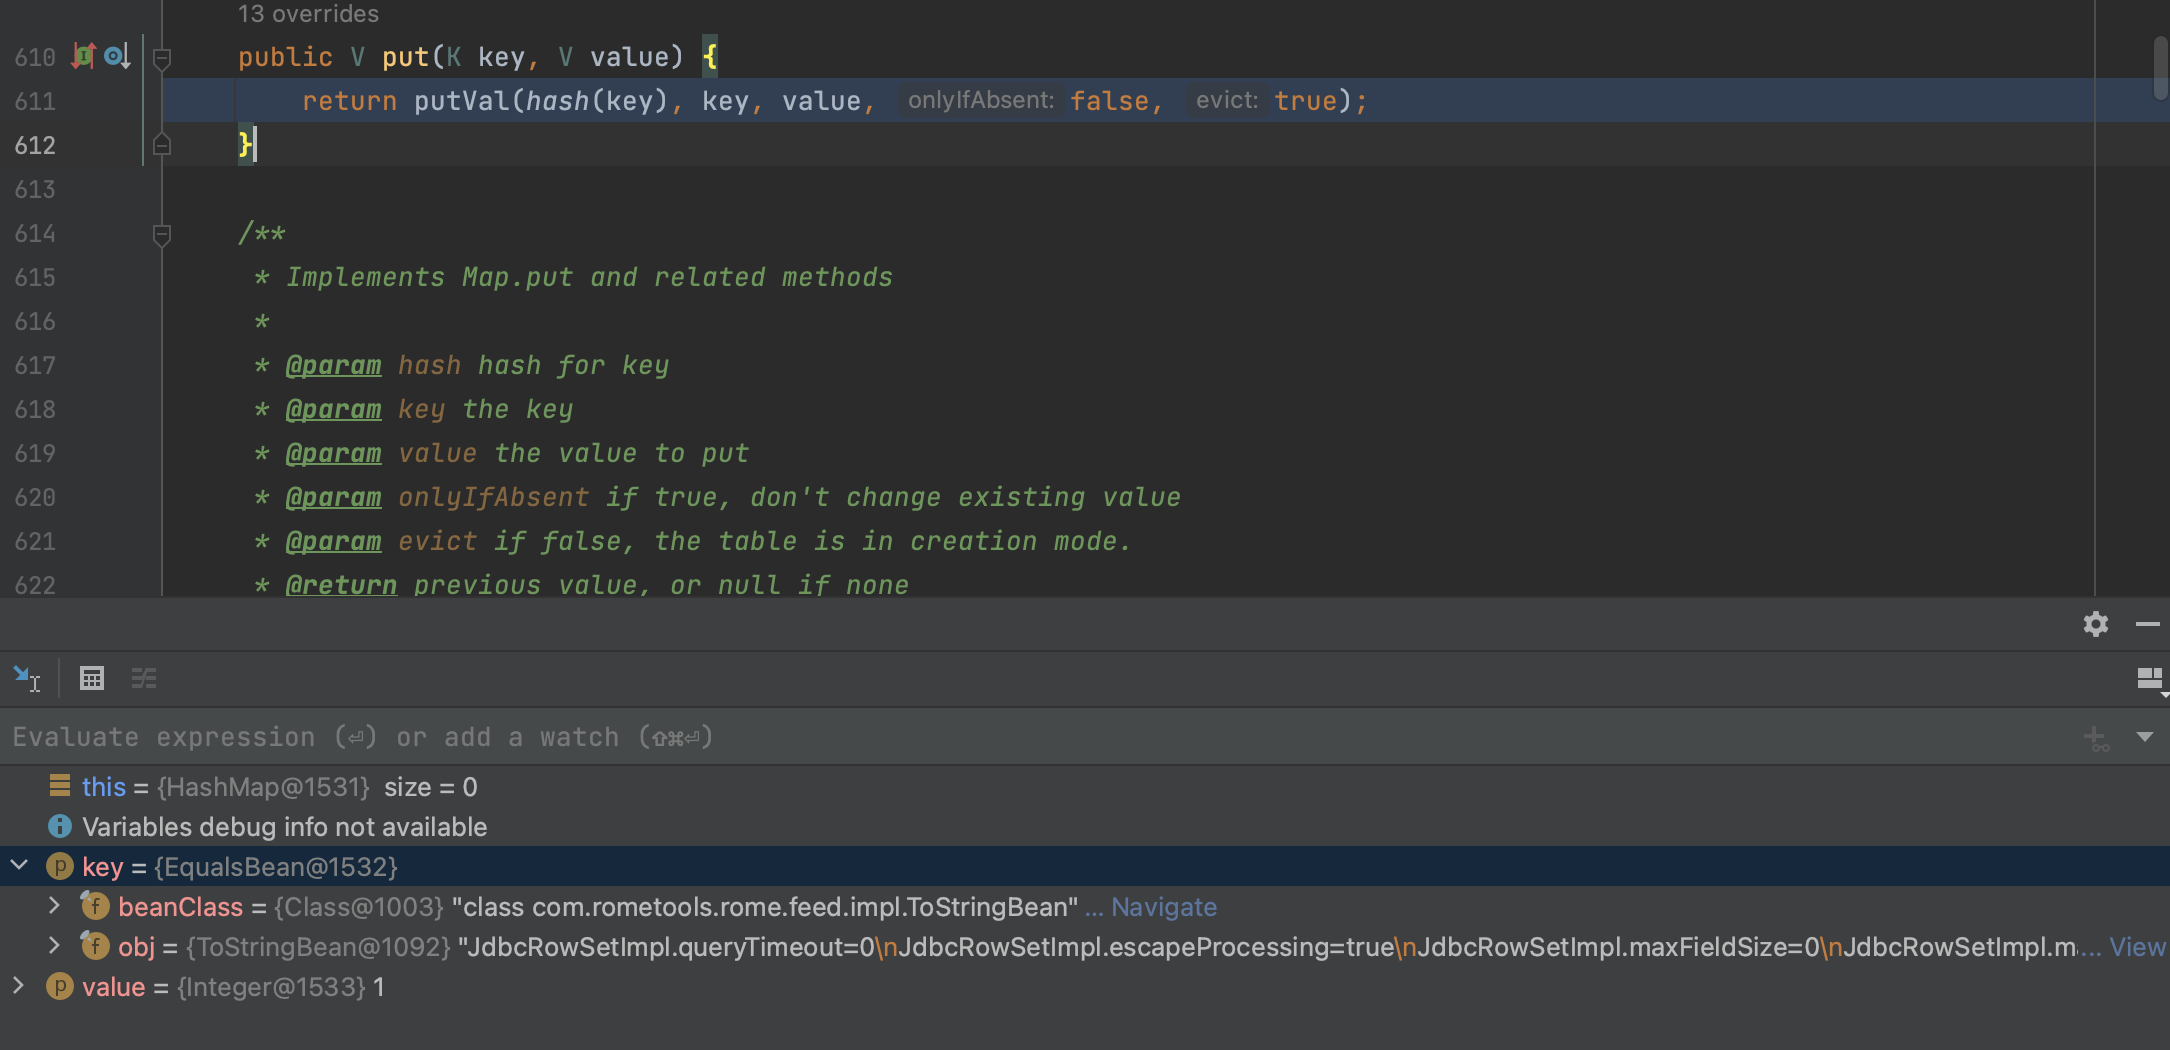 13 overrides
610 public V put(K key, V value) {
611 return putVal(hash(key), key, value, onlyIfAbsent: false, evict: true);
612 }
613
614 /**
615 * Implements Map.put and related methods
616 *
617 * @param hash hash for key
618 * @param key the key
619 * @param value the value to put
620 * @param onlyIfAbsent if true, don't change existing value
621 * @param evict if false, the table is in creation mode.
622 * @return previous value, or null if none
Evaluate expression (⏎) or add a watch (⇧⌘⏎)
this = {HashMap@1531} size = 0
Variables debug info not available
key = {EqualsBean@1532}
beanClass = {Class@1003} "class com.rometools.rome.feed.impl.ToStringBean" ... Navigate
obj = {ToStringBean@1092} "JdbcRowSetImpl.queryTimeout=0\nJdbcRowSetImpl.escapeProcessing=true\nJdbcRowSetImpl.maxFieldSize=0\nJdbcRowSetImpl.m... View
value = {Integer@1533} 1